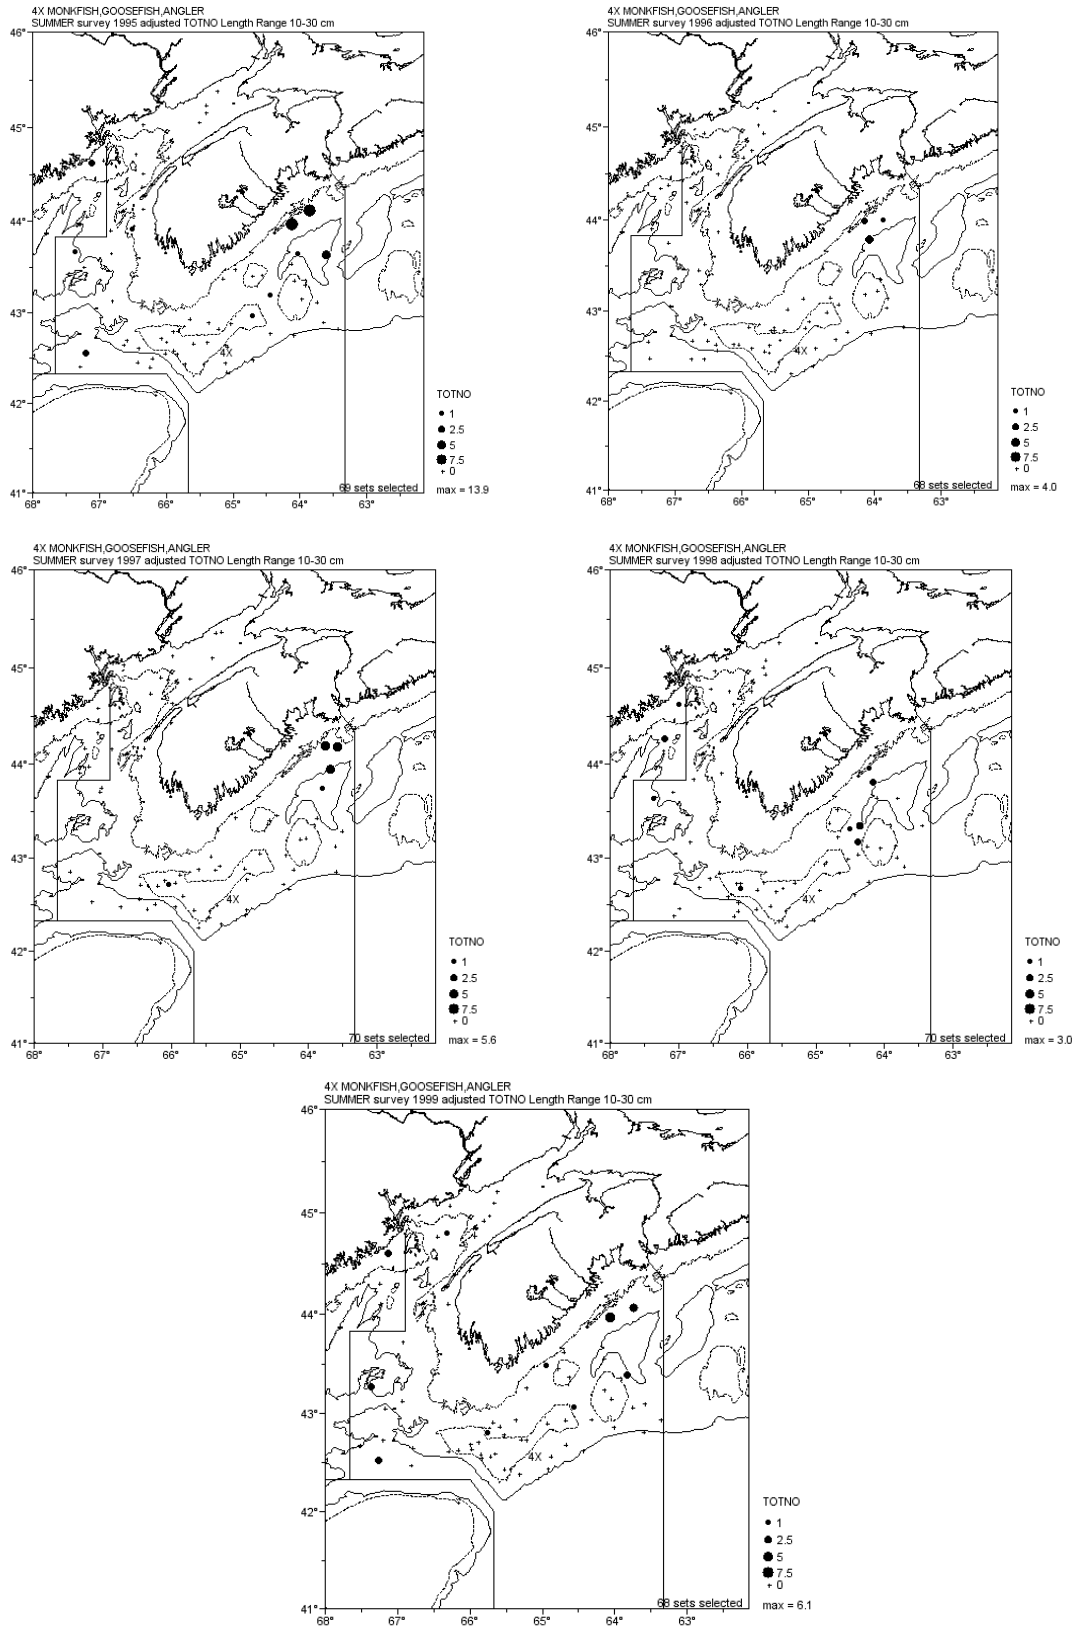 4X MONKFISH,GOOSEFISH,ANGLER
SUMMER survey 1995 adjusted TOTNO Length Range 10-30 cm
46°
45°
44°
43°
42°
41°
68°
67°
66°
65°
64°
63°
4X
69 sets selected
TOTNO
1
2.5
5
7.5
+ 0
max = 13.9
4X MONKFISH,GOOSEFISH,ANGLER
SUMMER survey 1996 adjusted TOTNO Length Range 10-30 cm
46°
45°
44°
43°
42°
41°
68°
67°
66°
65°
64°
63°
4X
68 sets selected
TOTNO
1
2.5
5
7.5
+ 0
max = 4.0
4X MONKFISH,GOOSEFISH,ANGLER
SUMMER survey 1997 adjusted TOTNO Length Range 10-30 cm
46°
45°
44°
43°
42°
41°
68°
67°
66°
65°
64°
63°
4X
70 sets selected
TOTNO
1
2.5
5
7.5
+ 0
max = 5.6
4X MONKFISH,GOOSEFISH,ANGLER
SUMMER survey 1998 adjusted TOTNO Length Range 10-30 cm
46°
45°
44°
43°
42°
41°
68°
67°
66°
65°
64°
63°
4X
70 sets selected
TOTNO
1
2.5
5
7.5
+ 0
max = 3.0
4X MONKFISH,GOOSEFISH,ANGLER
SUMMER survey 1999 adjusted TOTNO Length Range 10-30 cm
46°
45°
44°
43°
42°
41°
68°
67°
66°
65°
64°
63°
4X
68 sets selected
TOTNO
1
2.5
5
7.5
+ 0
max = 6.1